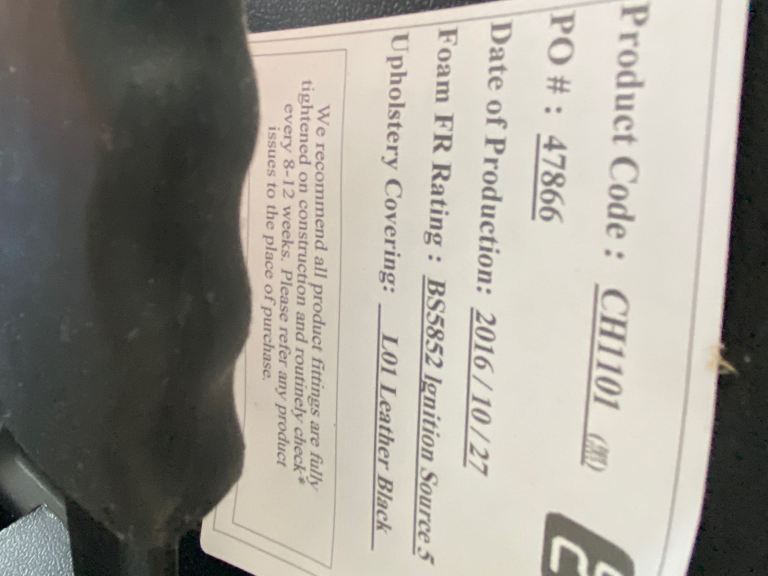 Product Code : CH1101 (黑)
PO # : 47866
Date of Production: 2016/10/27
Foam FR Rating : BS5852 Ignition Source 5
Upholstery Covering: L01 Leather Black
We recommend all product fittings are fully
tightened on construction and routinely check*
every 8-12 weeks. Please refer any product
issues to the place of purchase.